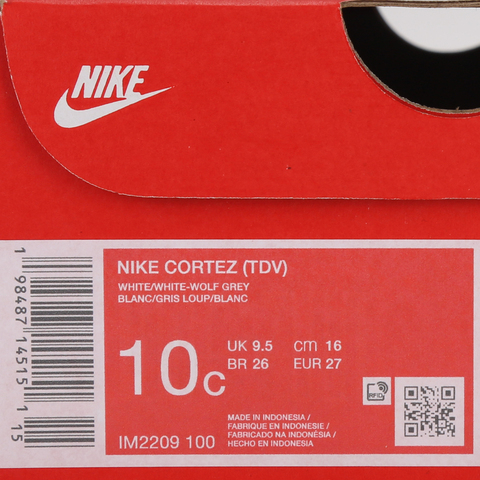 NIKE
NIKE CORTEZ (TDV)
WHITE/WHITE-WOLF GREY
BLANC/GRIS LOUP/BLANC
10C
UK 9.5 cm 16
BR 26 EUR 27
RFID
MADE IN INDONESIA /
FABRIQUE EN INDONESIE /
FABRICADO NA INDONÉSIA /
HECHO EN INDONESIA
IM2209 100
1 98487 14515 1 15